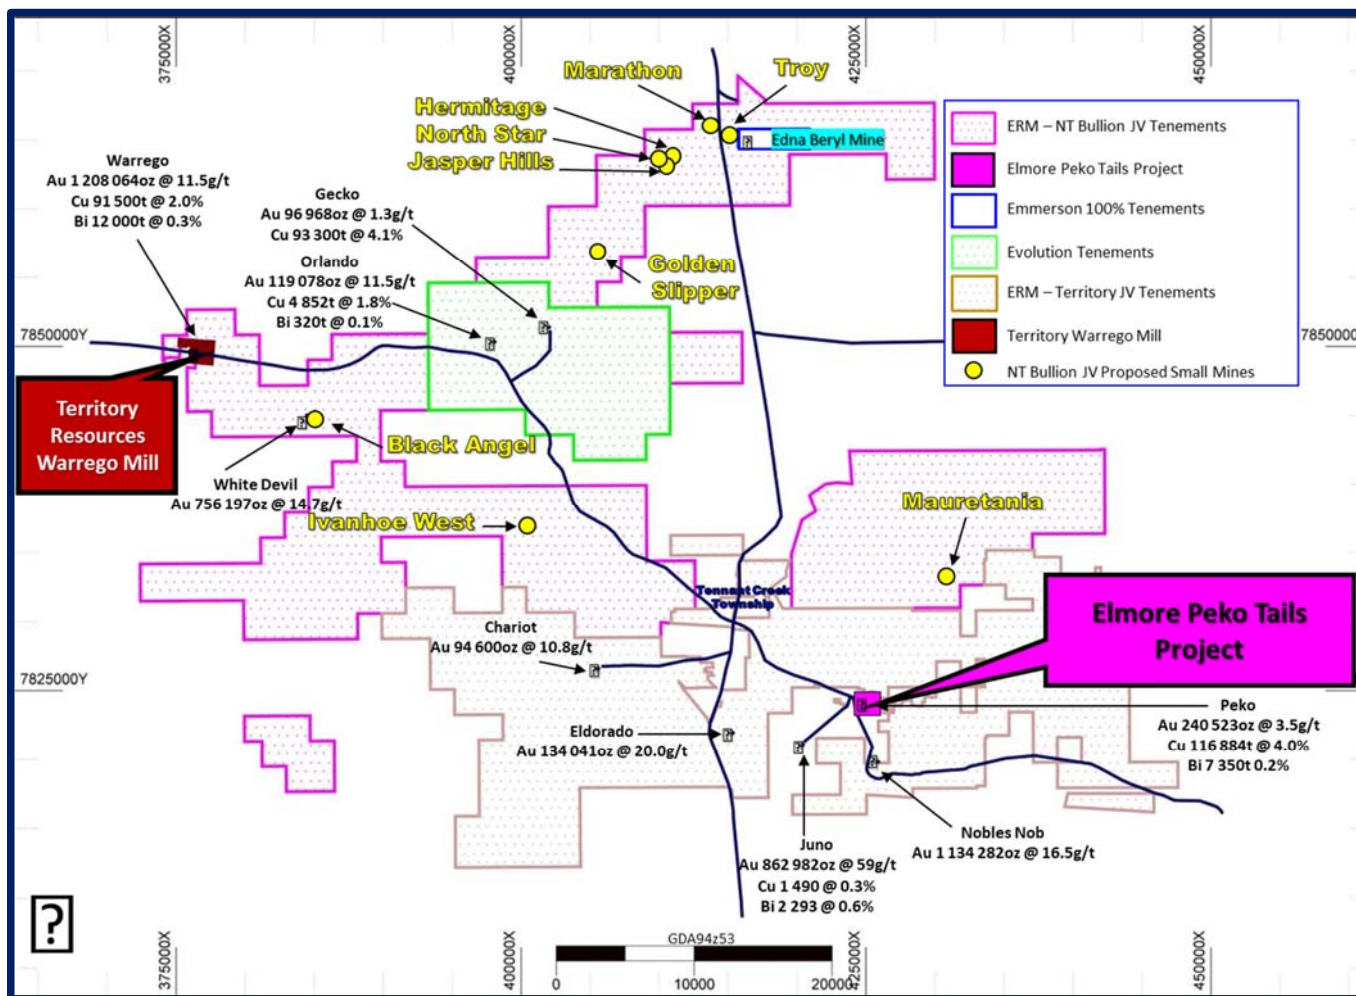 375000X
400000X
425000X
450000X
Marathon
Troy
Hermitage
North Star
Jasper Hills
Edna Beryl Mine
ERM – NT Bullion JV Tenements
Elmore Peko Tails Project
Emmerson 100% Tenements
Evolution Tenements
ERM – Territory JV Tenements
Territory Warrego Mill
NT Bullion JV Proposed Small Mines
Warrego
Au 1 208 064oz @ 11.5g/t
Cu 91 500t @ 2.0%
Bi 12 000t @ 0.3%
Gecko
Au 96 968oz @ 1.3g/t
Cu 93 300t @ 4.1%
Orlando
Au 119 078oz @ 11.5g/t
Cu 4 852t @ 1.8%
Bi 320t @ 0.1%
Golden
Slipper
7850000Y
7850000
Territory
Resources
Warrego Mill
Black Angel
White Devil
Au 756 197oz @ 14.7g/t
Ivanhoe West
Mauretania
Tennant Creek
Township
Elmore Peko Tails
Project
Chariot
Au 94 600oz @ 10.8g/t
7825000Y
Eldorado
Au 134 041oz @ 20.0g/t
Peko
Au 240 523oz @ 3.5g/t
Cu 116 884t @ 4.0%
Bi 7 350t 0.2%
Juno
Au 862 982oz @ 59g/t
Cu 1 490 @ 0.3%
Bi 2 293 @ 0.6%
Nobles Nob
Au 1 134 282oz @ 16.5g/t
?
GDA94z53
0 10000 20000
375000X
400000X
425000X
450000X